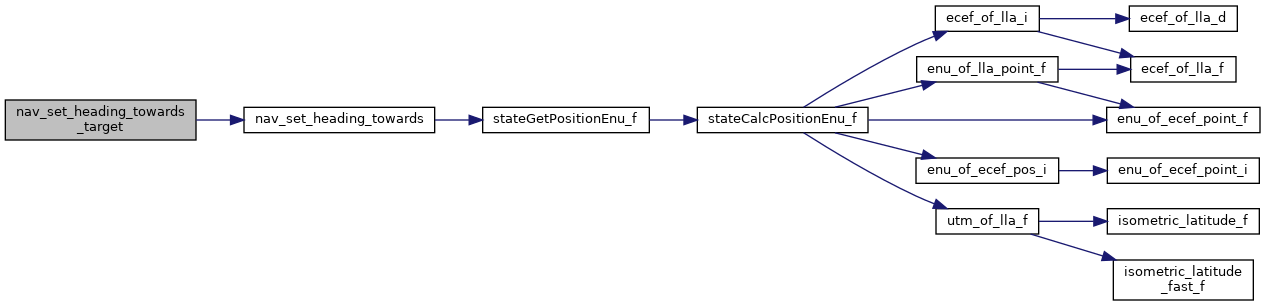 nav_set_heading_towards
_target
nav_set_heading_towards
stateGetPositionEnu_f
stateCalcPositionEnu_f
ecef_of_lla_i
ecef_of_lla_d
enu_of_lla_point_f
ecef_of_lla_f
enu_of_ecef_point_f
enu_of_ecef_pos_i
enu_of_ecef_point_i
utm_of_lla_f
isometric_latitude_f
isometric_latitude
_fast_f